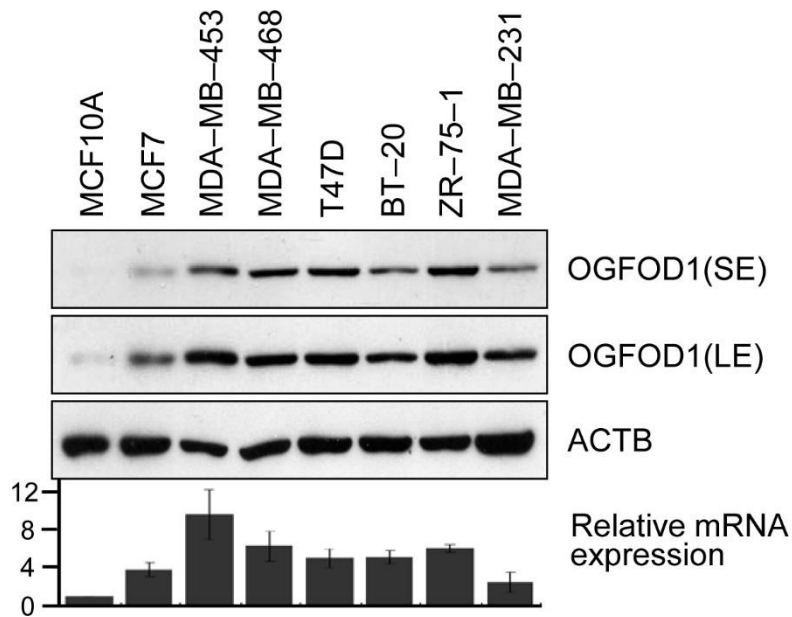 MCF10A
MCF7
MDA–MB–453
MDA–MB–468
T47D
BT–20
ZR–75–1
MDA–MB–231
OGFOD1(SE)
OGFOD1(LE)
ACTB
12
8
4
0
Relative mRNA
expression